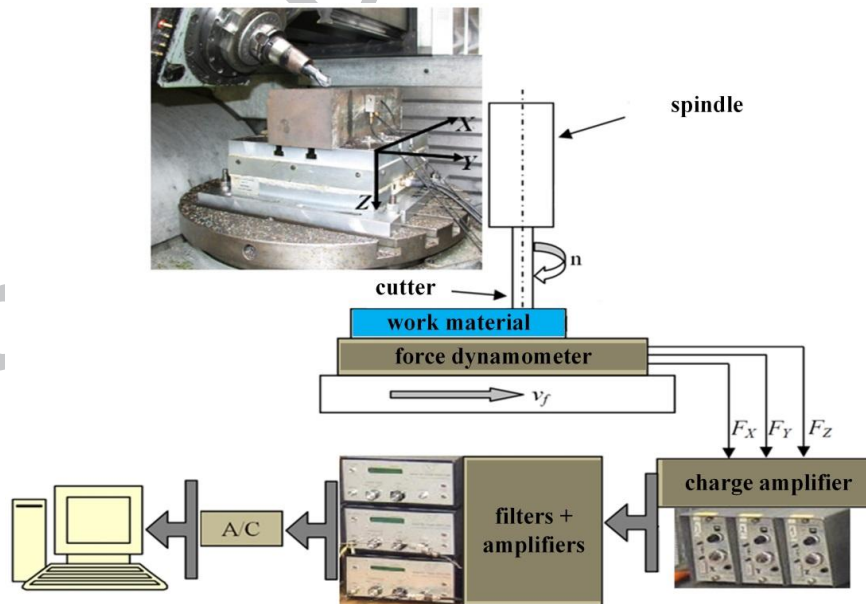 X
Y
Z
spindle
n
cutter
work material
force dynamometer
v_f
F_X F_Y F_Z
charge amplifier
filters +
amplifiers
A/C